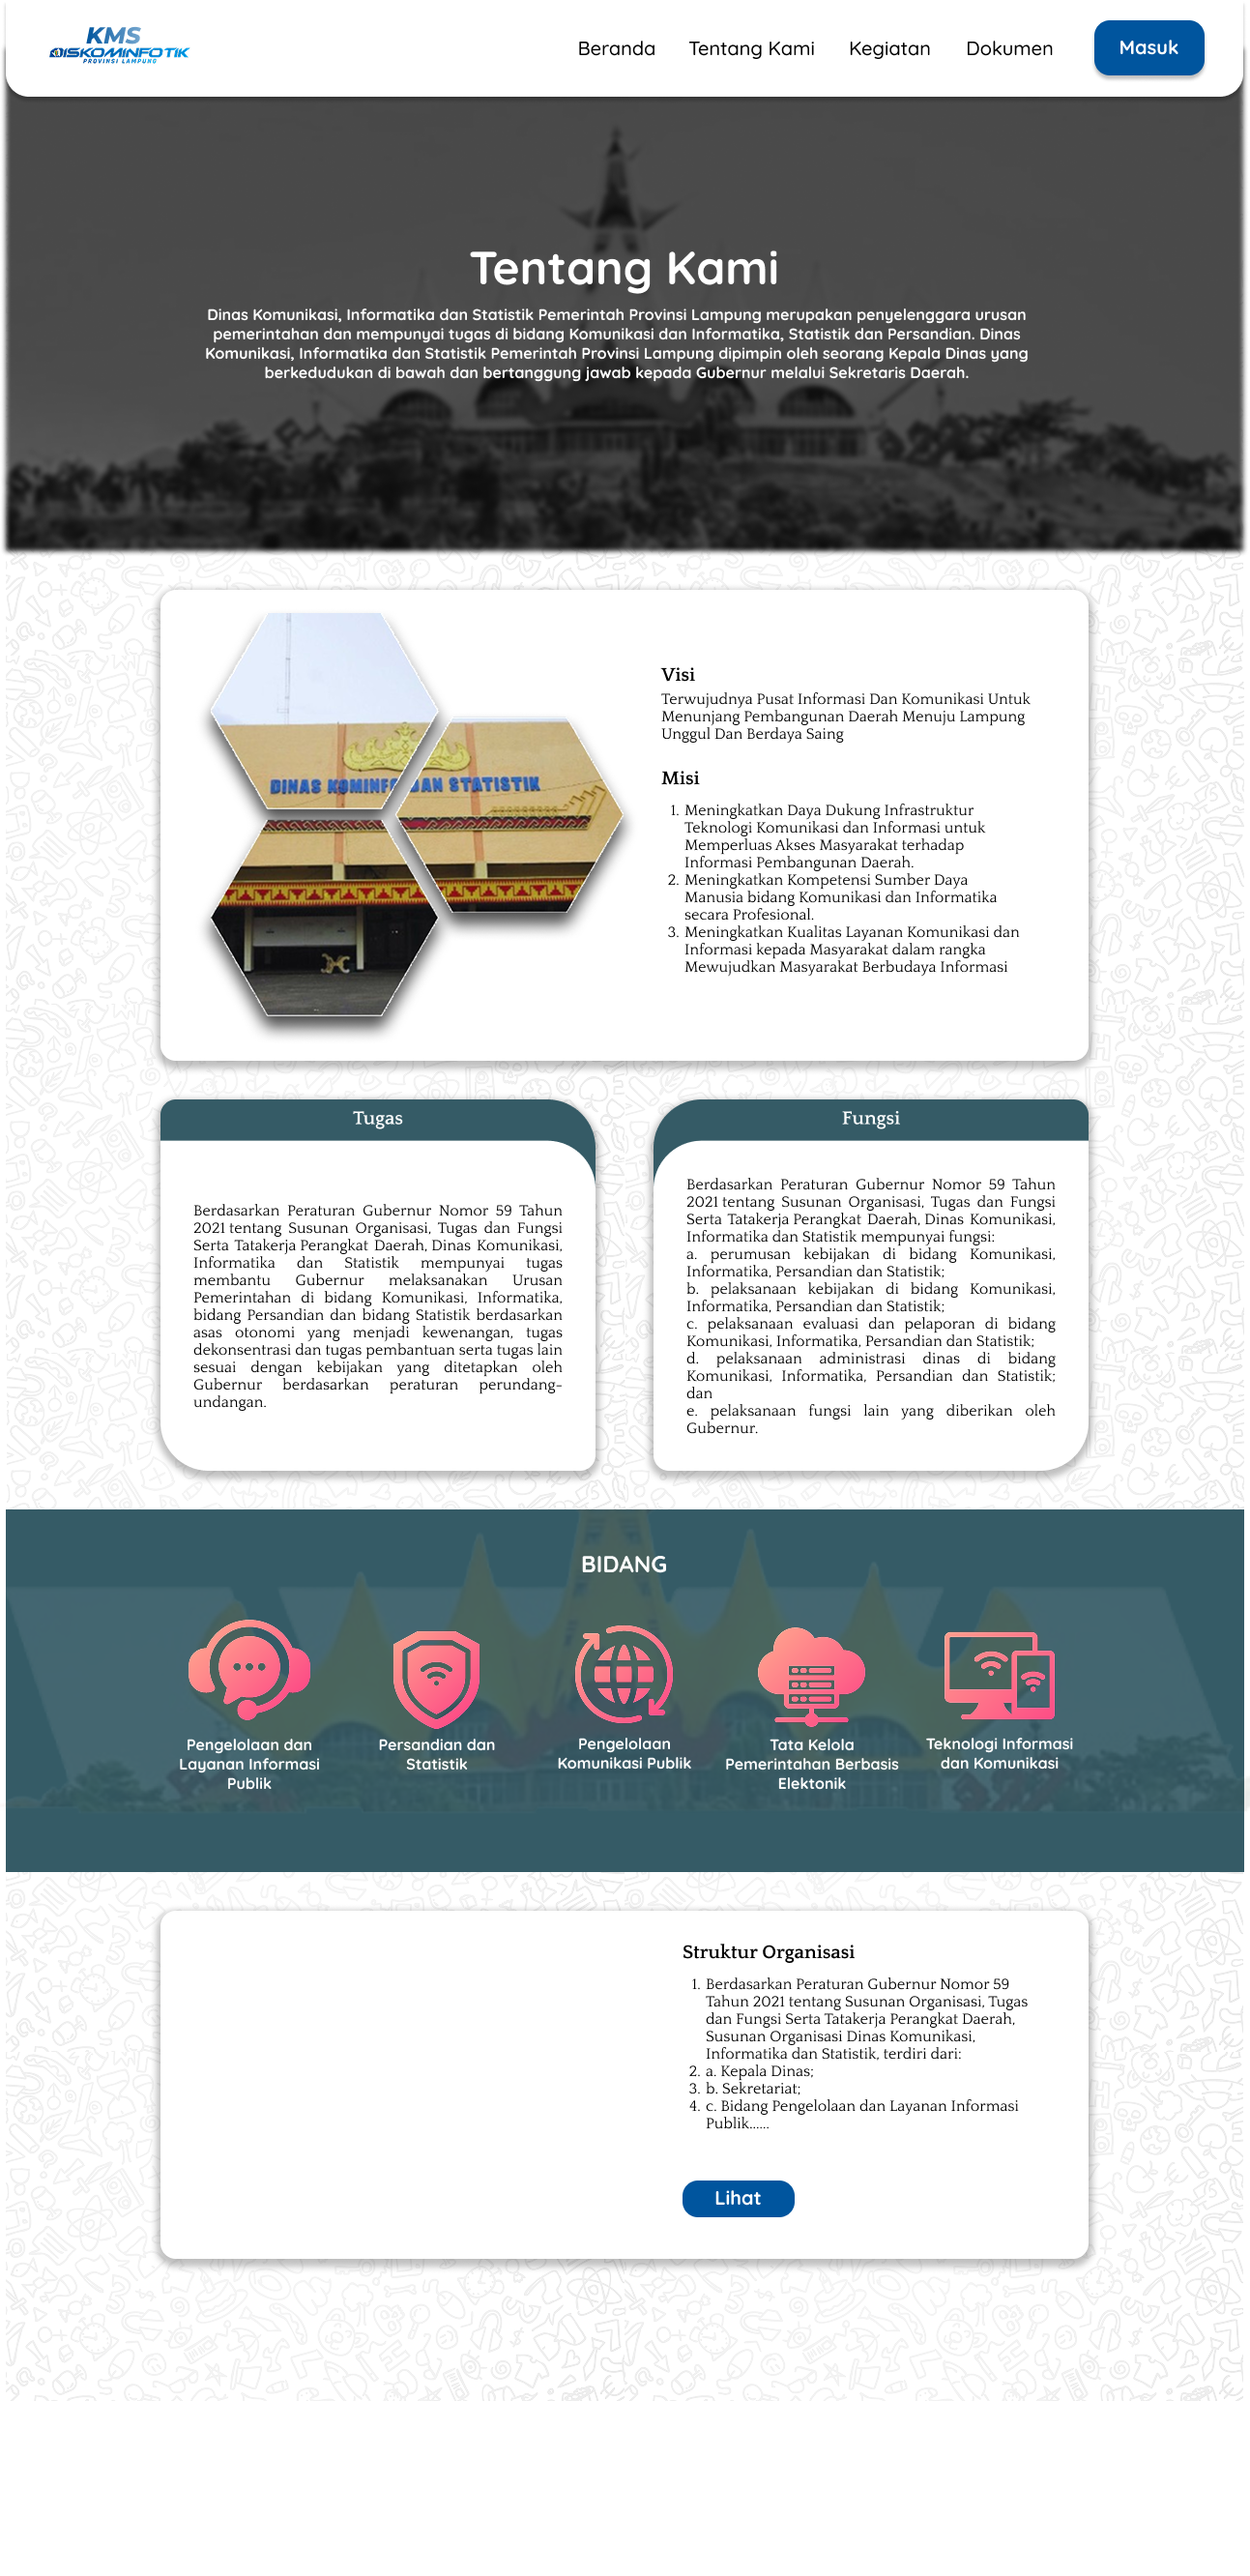 KMS
DISKOMINFOTIK
PROVINSI LAMPUNG
Beranda
Tentang Kami
Kegiatan
Dokumen
Masuk
Tentang Kami
Dinas Komunikasi, Informatika dan Statistik Pemerintah Provinsi Lampung merupakan penyelenggara urusan
pemerintahan dan mempunyai tugas di bidang Komunikasi dan Informatika, Statistik dan Persandian. Dinas
Komunikasi, Informatika dan Statistik Pemerintah Provinsi Lampung dipimpin oleh seorang Kepala Dinas yang
berkedudukan di bawah dan bertanggung jawab kepada Gubernur melalui Sekretaris Daerah.
DINAS KOMINFO DAN STATISTIK
Visi
Terwujudnya Pusat Informasi Dan Komunikasi Untuk
Menunjang Pembangunan Daerah Menuju Lampung
Unggul Dan Berdaya Saing
Misi
1. Meningkatkan Daya Dukung Infrastruktur
Teknologi Komunikasi dan Informasi untuk
Memperluas Akses Masyarakat terhadap
Informasi Pembangunan Daerah.
2. Meningkatkan Kompetensi Sumber Daya
Manusia bidang Komunikasi dan Informatika
secara Profesional.
3. Meningkatkan Kualitas Layanan Komunikasi dan
Informasi kepada Masyarakat dalam rangka
Mewujudkan Masyarakat Berbudaya Informasi
Tugas
Berdasarkan Peraturan Gubernur Nomor 59 Tahun
2021 tentang Susunan Organisasi, Tugas dan Fungsi
Serta Tatakerja Perangkat Daerah, Dinas Komunikasi,
Informatika dan Statistik mempunyai tugas
membantu Gubernur melaksanakan Urusan
Pemerintahan di bidang Komunikasi, Informatika,
bidang Persandian dan bidang Statistik berdasarkan
asas otonomi yang menjadi kewenangan, tugas
dekonsentrasi dan tugas pembantuan serta tugas lain
sesuai dengan kebijakan yang ditetapkan oleh
Gubernur berdasarkan peraturan perundang-
undangan.
Fungsi
Berdasarkan Peraturan Gubernur Nomor 59 Tahun
2021 tentang Susunan Organisasi, Tugas dan Fungsi
Serta Tatakerja Perangkat Daerah, Dinas Komunikasi,
Informatika dan Statistik mempunyai fungsi:
a. perumusan kebijakan di bidang Komunikasi,
Informatika, Persandian dan Statistik;
b. pelaksanaan kebijakan di bidang Komunikasi,
Informatika, Persandian dan Statistik;
c. pelaksanaan evaluasi dan pelaporan di bidang
Komunikasi, Informatika, Persandian dan Statistik;
d. pelaksanaan administrasi dinas di bidang
Komunikasi, Informatika, Persandian dan Statistik;
dan
e. pelaksanaan fungsi lain yang diberikan oleh
Gubernur.
BIDANG
Pengelolaan dan
Layanan Informasi
Publik
Persandian dan
Statistik
Pengelolaan
Komunikasi Publik
Tata Kelola
Pemerintahan Berbasis
Elektonik
Teknologi Informasi
dan Komunikasi
Struktur Organisasi
1. Berdasarkan Peraturan Gubernur Nomor 59
Tahun 2021 tentang Susunan Organisasi, Tugas
dan Fungsi Serta Tatakerja Perangkat Daerah,
Susunan Organisasi Dinas Komunikasi,
Informatika dan Statistik, terdiri dari:
2. a. Kepala Dinas;
3. b. Sekretariat;
4. c. Bidang Pengelolaan dan Layanan Informasi
Publik......
Lihat